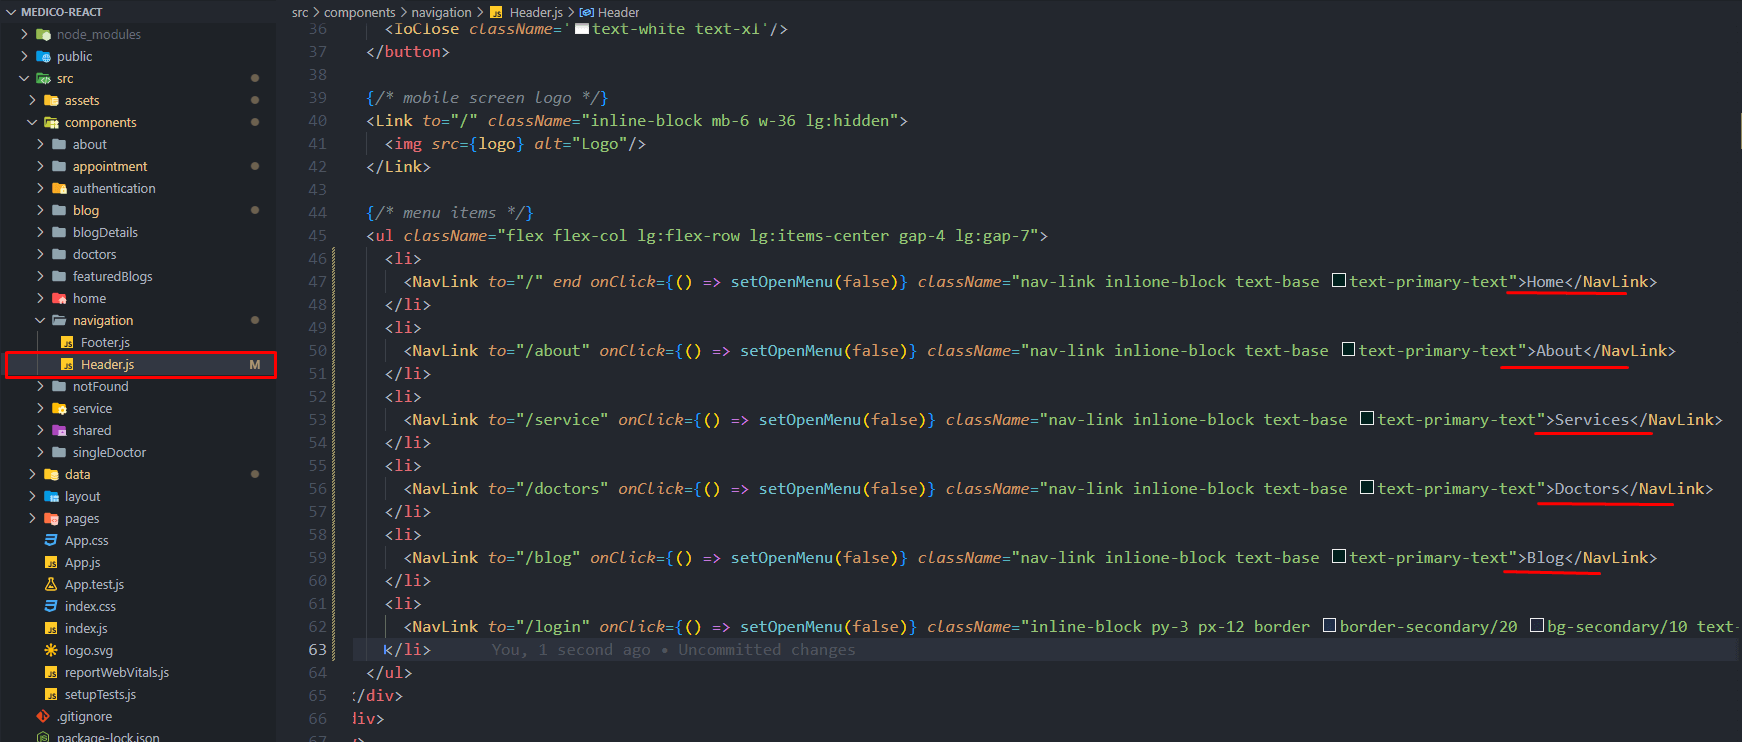 MEDICO-REACT
node_modules
public
src
assets
components
about
appointment
authentication
blog
blogDetails
doctors
featuredBlogs
home
navigation
Footer.js
Header.js M
notFound
service
shared
singleDoctor
data
layout
pages
App.css
App.js
App.test.js
index.css
index.js
logo.svg
reportWebVitals.js
setupTests.js
.gitignore
package-lock.json
src > components > navigation > Header.js > Header
36 <IoClose className='text-white text-xl'/>
37 </button>
38
39 {/* mobile screen logo */}
40 <Link to="/" className="inline-block mb-6 w-36 lg:hidden">
41 <img src={logo} alt="Logo"/>
42 </Link>
43
44 {/* menu items */}
45 <ul className="flex flex-col lg:flex-row lg:items-center gap-4 lg:gap-7">
46 <li>
47 <NavLink to="/" end onClick={() => setOpenMenu(false)} className="nav-link inlione-block text-base text-primary-text">Home</NavLink>
48 </li>
49 <li>
50 <NavLink to="/about" onClick={() => setOpenMenu(false)} className="nav-link inlione-block text-base text-primary-text">About</NavLink>
51 </li>
52 <li>
53 <NavLink to="/service" onClick={() => setOpenMenu(false)} className="nav-link inlione-block text-base text-primary-text">Services</NavLink>
54 </li>
55 <li>
56 <NavLink to="/doctors" onClick={() => setOpenMenu(false)} className="nav-link inlione-block text-base text-primary-text">Doctors</NavLink>
57 </li>
58 <li>
59 <NavLink to="/blog" onClick={() => setOpenMenu(false)} className="nav-link inlione-block text-base text-primary-text">Blog</NavLink>
60 </li>
61 <li>
62 <NavLink to="/login" onClick={() => setOpenMenu(false)} className="inline-block py-3 px-12 border border-secondary/20 bg-secondary/10 text-
63 </li> You, 1 second ago • Uncommitted changes
64 </ul>
65 </div>
66 div>
67 >